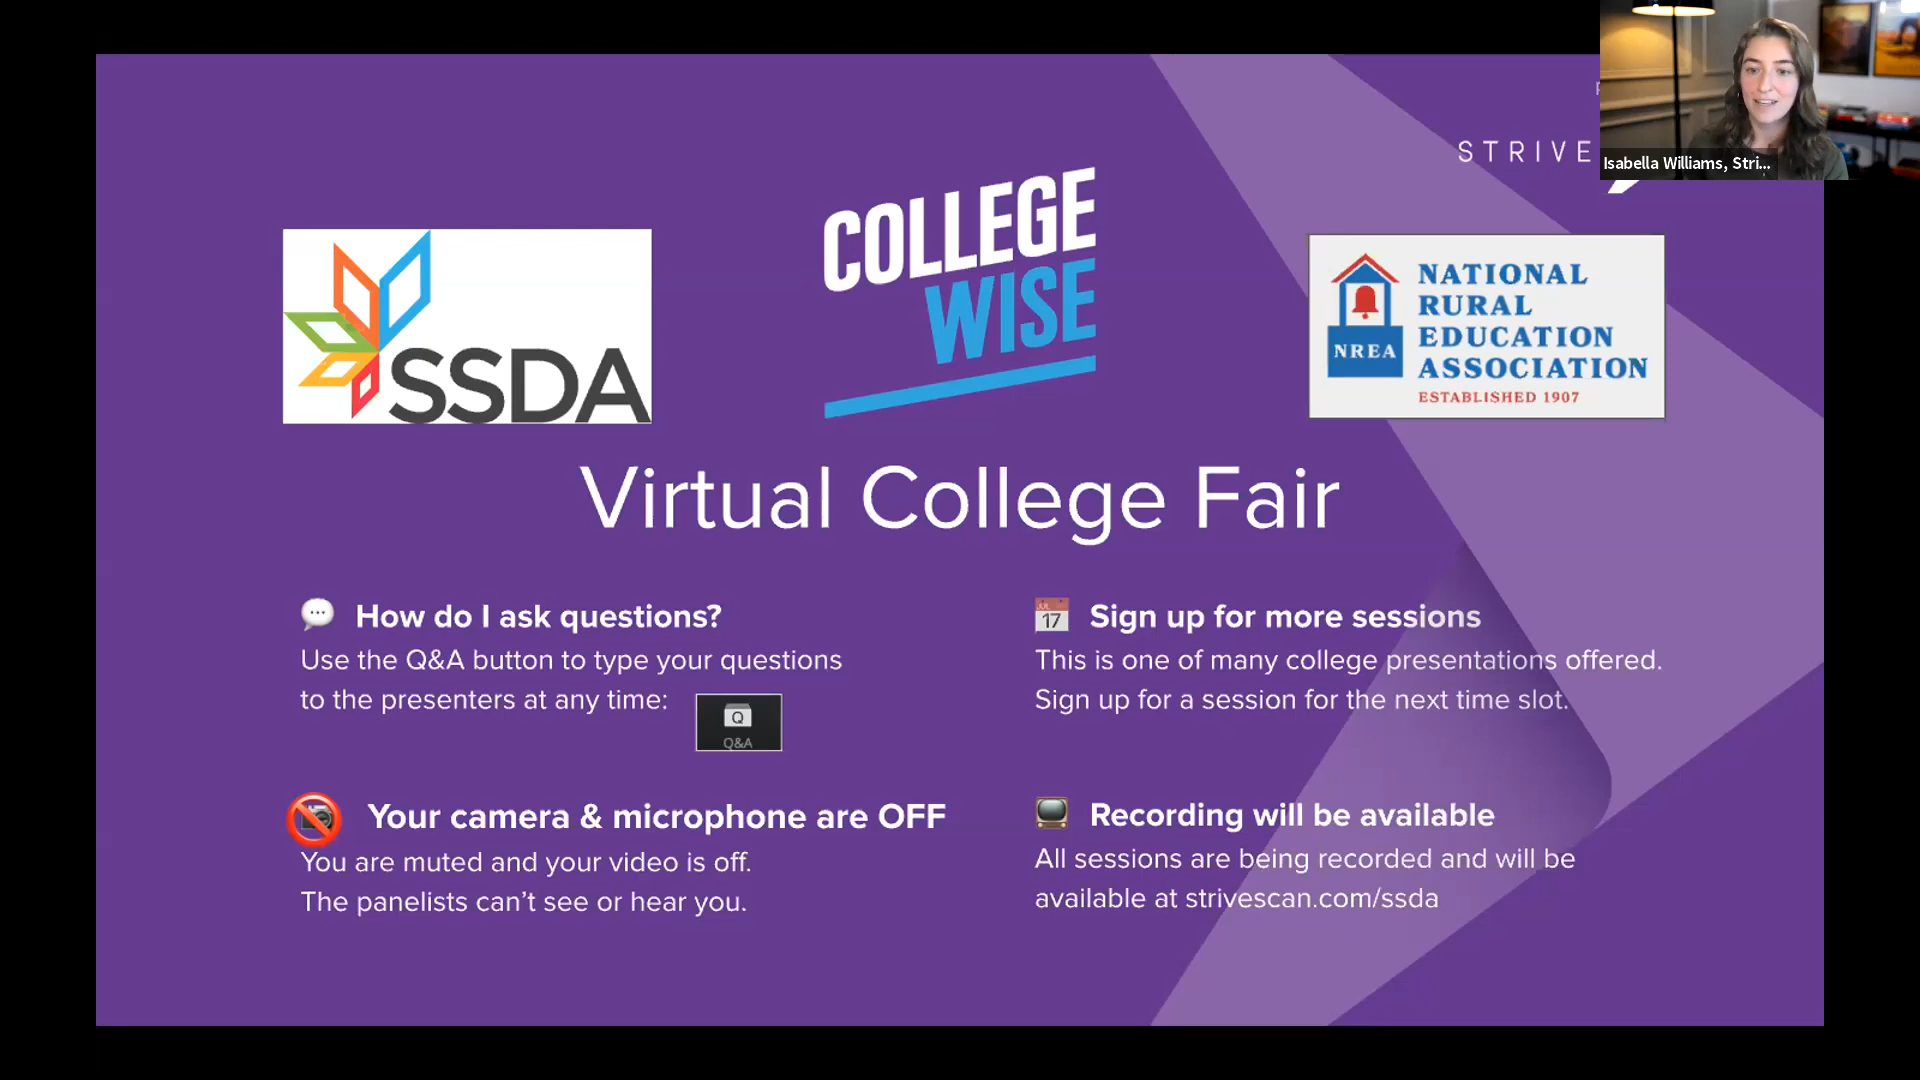 STRIVE
Isabella Williams, Stri...
COLLEGE
WISE
SSDA
NATIONAL
RURAL
EDUCATION
ASSOCIATION
NREA
ESTABLISHED 1907
Virtual College Fair
How do I ask questions?
Use the Q&A button to type your questions
to the presenters at any time:
Q
Q&A
JUL
17
Sign up for more sessions
This is one of many college presentations offered.
Sign up for a session for the next time slot.
Your camera & microphone are OFF
You are muted and your video is off.
The panelists can’t see or hear you.
Recording will be available
All sessions are being recorded and will be
available at strivescan.com/ssda